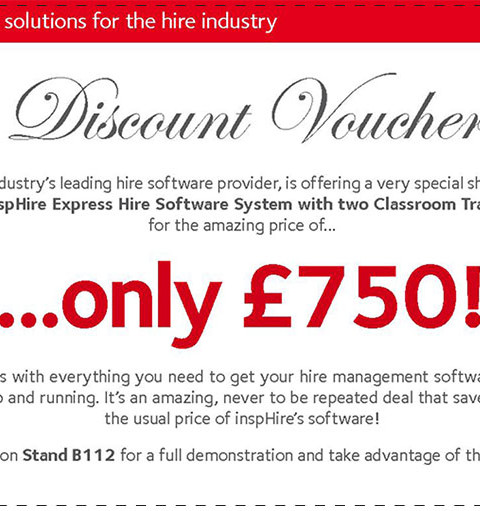 solutions for the hire industry
Discount Voucher
dustry's leading hire software provider, is offering a very special sh
spHire Express Hire Software System with two Classroom Tra
for the amazing price of...
...only £750!
s with everything you need to get your hire management softwa
o and running. It's an amazing, never to be repeated deal that save
the usual price of inspHire's software!
on Stand B112 for a full demonstration and take advantage of th